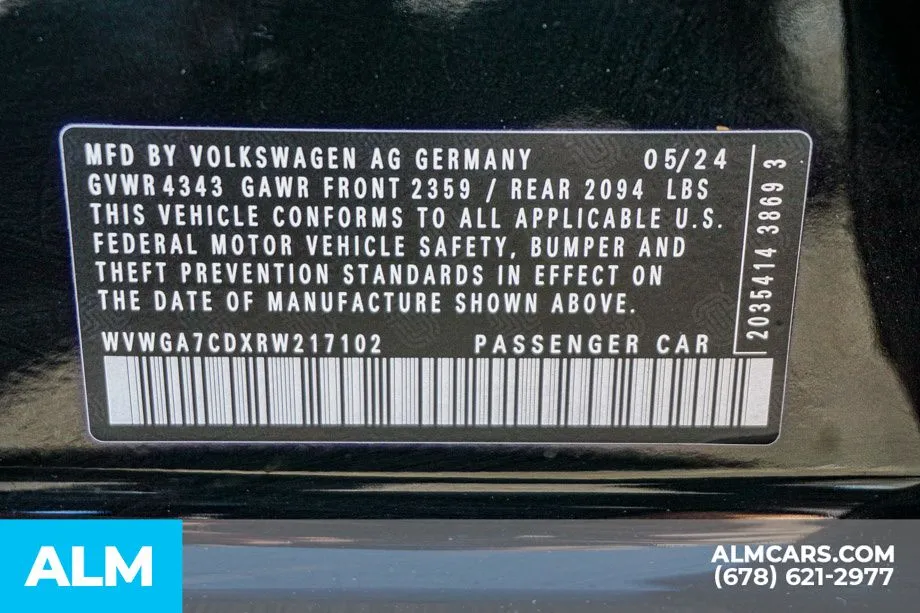 MFD BY VOLKSWAGEN AG GERMANY 05/24
GVWR 4343 GAWR FRONT 2359 / REAR 2094 LBS
THIS VEHICLE CONFORMS TO ALL APPLICABLE U.S.
FEDERAL MOTOR VEHICLE SAFETY, BUMPER AND
THEFT PREVENTION STANDARDS IN EFFECT ON
THE DATE OF MANUFACTURE SHOWN ABOVE.
WVWGA7CDXRW217102 PASSENGER CAR
2035414 3869 3
ALM
ALMCARS.COM
(678) 621-2977